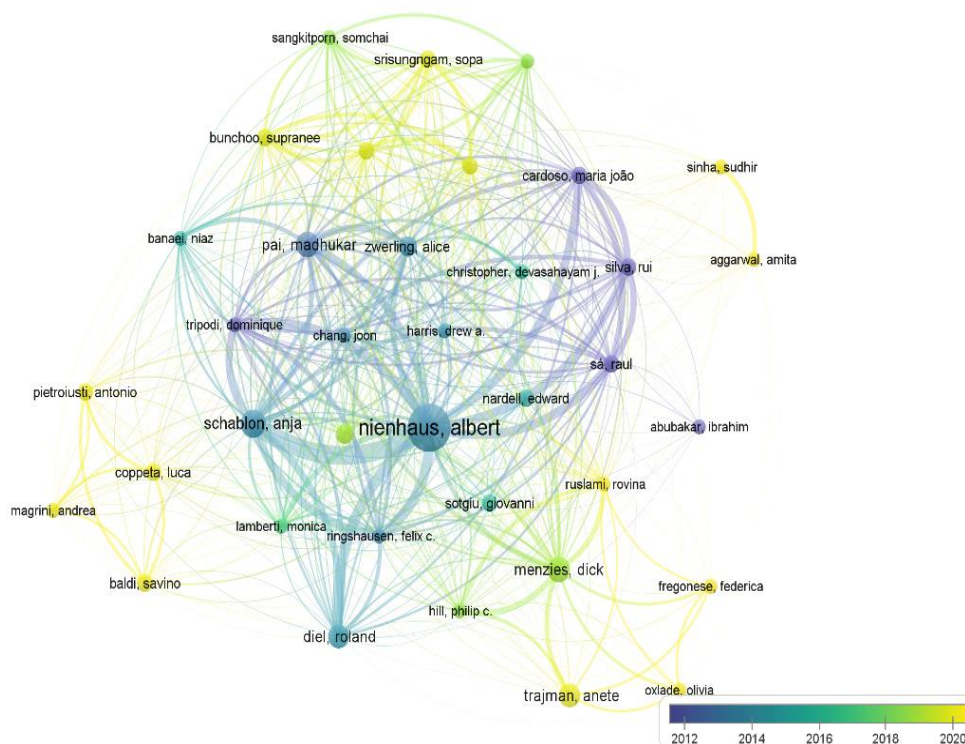 sangkitporn, somchai
srisungngam, sopa
bunchoo, supranee
sinha, sudhir
cardoso, maria joão
banaei, niaz
pai, madhukar
zwerling, alice
aggarwal, amita
christopher, devasahayam j.
silva, rui
tripodi, dominique
chang, joon
harris, drew a.
sá, raul
pietroiusti, antonio
nardell, edward
schablon, anja
nienhaus, albert
abubakar, ibrahim
coppeta, luca
ruslami, rovina
magrini, andrea
sotgiu, giovanni
lamberti, monica
ringshausen, felix c.
menzies, dick
baldi, savino
fregonese, federica
hill, philip c.
diel, roland
trajman, anete
oxlade, olivia
2012 2014 2016 2018 2020